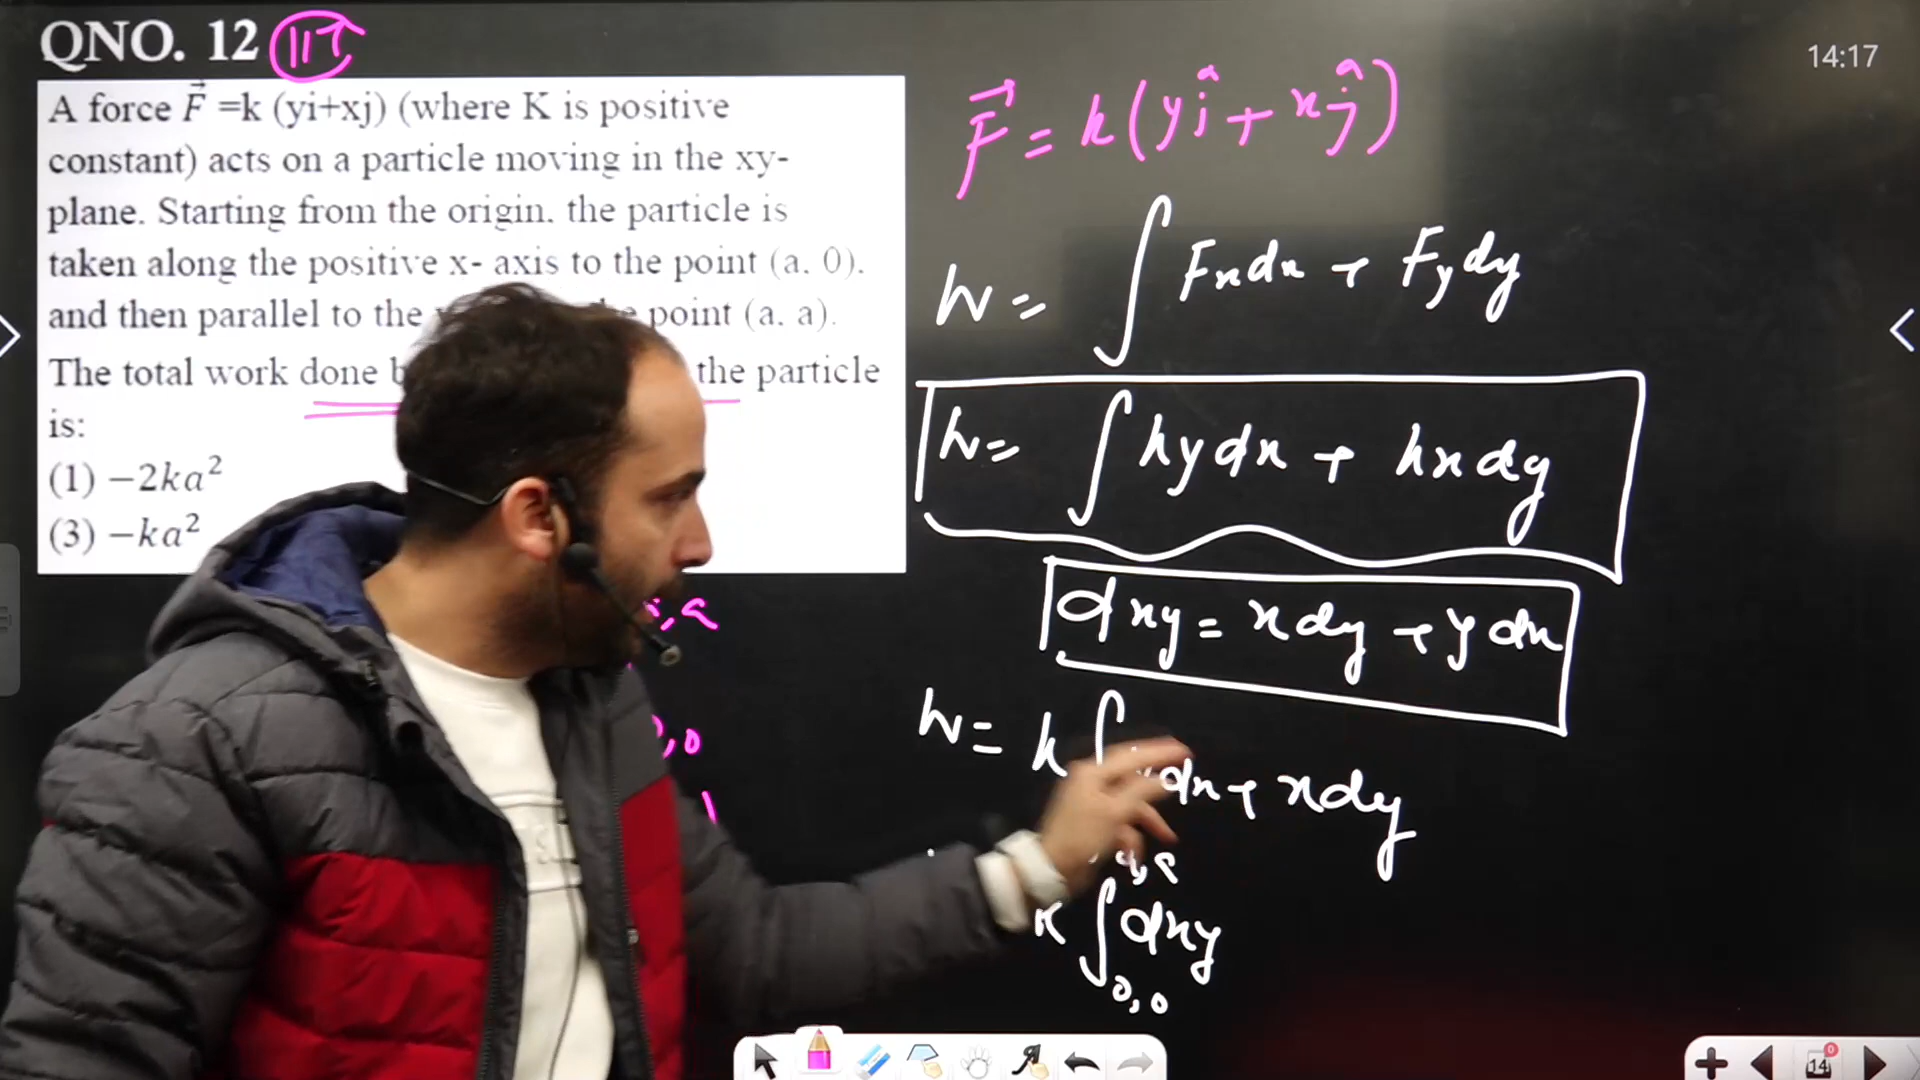 QNO. 12 IIT
14:17
A force F⃗ =k (yi+xj) (where K is positive
constant) acts on a particle moving in the xy-
plane. Starting from the origin. the particle is
taken along the positive x- axis to the point (a. 0).
and then parallel to the point (a. a).
The total work done the particle
is:
(1) −2ka²
(3) −ka²
F⃗ = k(yî + xĵ)
W = ∫ Fxdx + Fydy
W = ∫ kydx + kxdy
dxy = xdy + ydx
W = k ∫ dx + xdy
a, a
K ∫ dxy
0, 0
, a
, 0
14
0